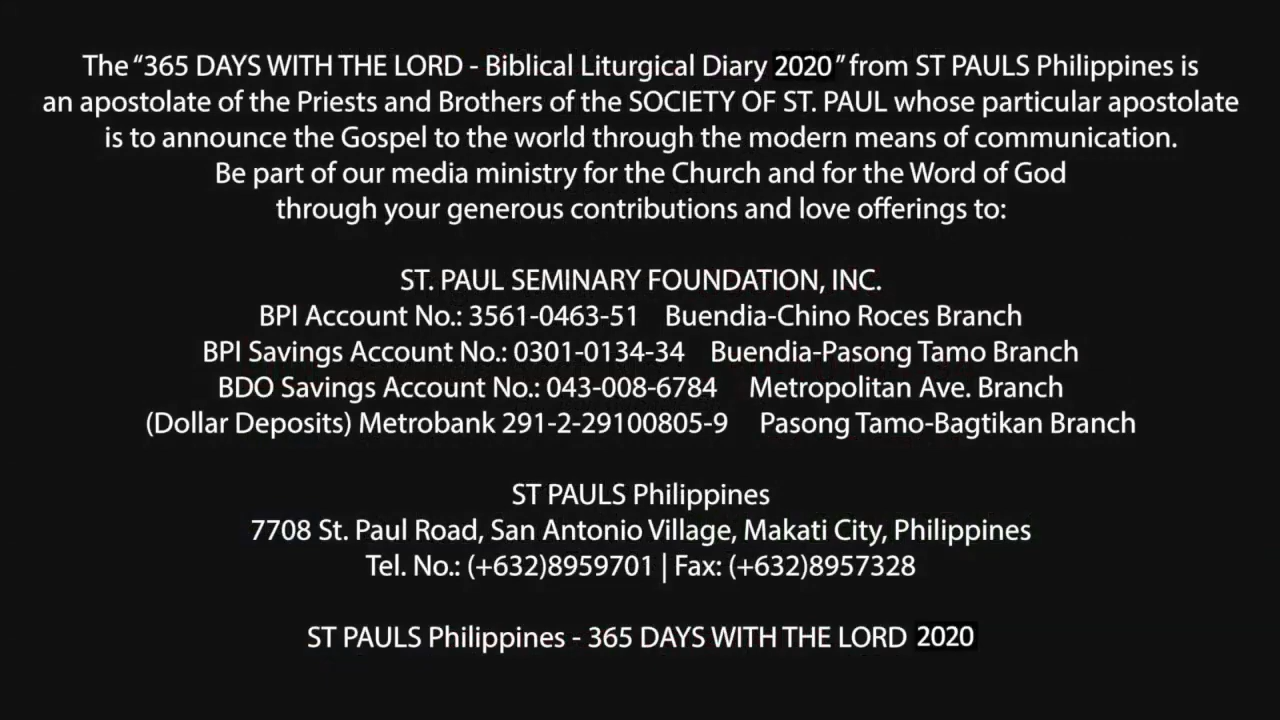 The “365 DAYS WITH THE LORD - Biblical Liturgical Diary 2020” from ST PAULS Philippines is
an apostolate of the Priests and Brothers of the SOCIETY OF ST. PAUL whose particular apostolate
is to announce the Gospel to the world through the modern means of communication.
Be part of our media ministry for the Church and for the Word of God
through your generous contributions and love offerings to:
ST. PAUL SEMINARY FOUNDATION, INC.
BPI Account No.: 3561-0463-51 Buendia-Chino Roces Branch
BPI Savings Account No.: 0301-0134-34 Buendia-Pasong Tamo Branch
BDO Savings Account No.: 043-008-6784 Metropolitan Ave. Branch
(Dollar Deposits) Metrobank 291-2-29100805-9 Pasong Tamo-Bagtikan Branch
ST PAULS Philippines
7708 St. Paul Road, San Antonio Village, Makati City, Philippines
Tel. No.: (+632)8959701 | Fax: (+632)8957328
ST PAULS Philippines - 365 DAYS WITH THE LORD 2020